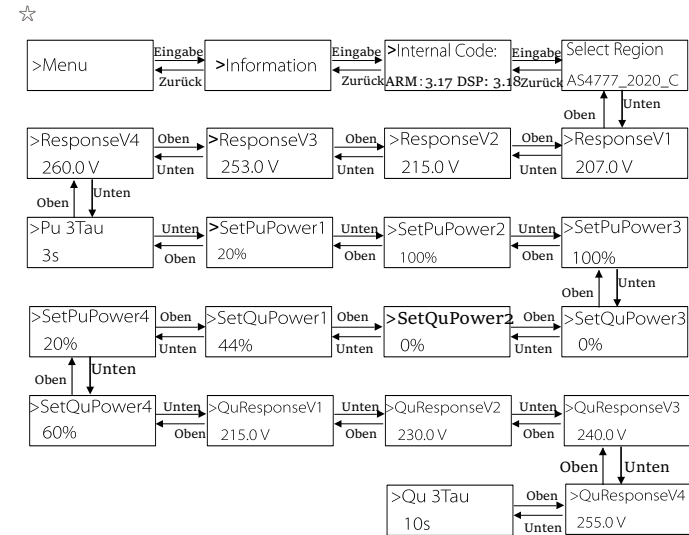 ☆
>Menu
Eingabe
Zurück
>Information
Eingabe
Zurück
>Internal Code:
ARM: 3.17 DSP: 3.18
Eingabe
Zurück
Select Region
AS4777_2020_C
Oben
Unten
>ResponseV4
260.0 V
Oben
Unten
>ResponseV3
253.0 V
Oben
Unten
>ResponseV2
215.0 V
Oben
Unten
>ResponseV1
207.0 V
Oben
Unten
>Pu 3Tau
3s
Unten
Oben
>SetPuPower1
20%
Unten
Oben
>SetPuPower2
100%
Unten
Oben
>SetPuPower3
100%
Oben
Unten
>SetPuPower4
20%
Oben
Unten
>SetQuPower1
44%
Oben
Unten
>SetQuPower2
0%
Oben
Unten
>SetQuPower3
0%
Oben
Unten
>SetQuPower4
60%
Unten
Oben
>QuResponseV1
215.0 V
Unten
Oben
>QuResponseV2
230.0 V
Unten
Oben
>QuResponseV3
240.0 V
Oben
Unten
>Qu 3Tau
10s
Oben
Unten
>QuResponseV4
255.0 V